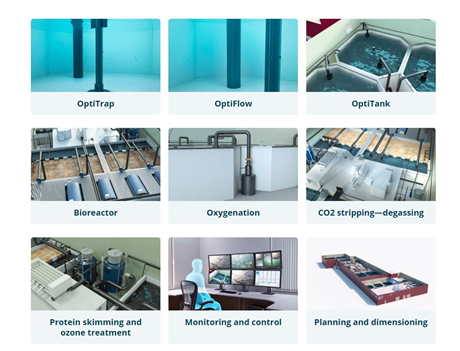 OptiTrap
OptiFlow
OptiTank
Bioreactor
Oxygenation
CO2 stripping—degassing
Protein skimming and
ozone treatment
Monitoring and control
Planning and dimensioning